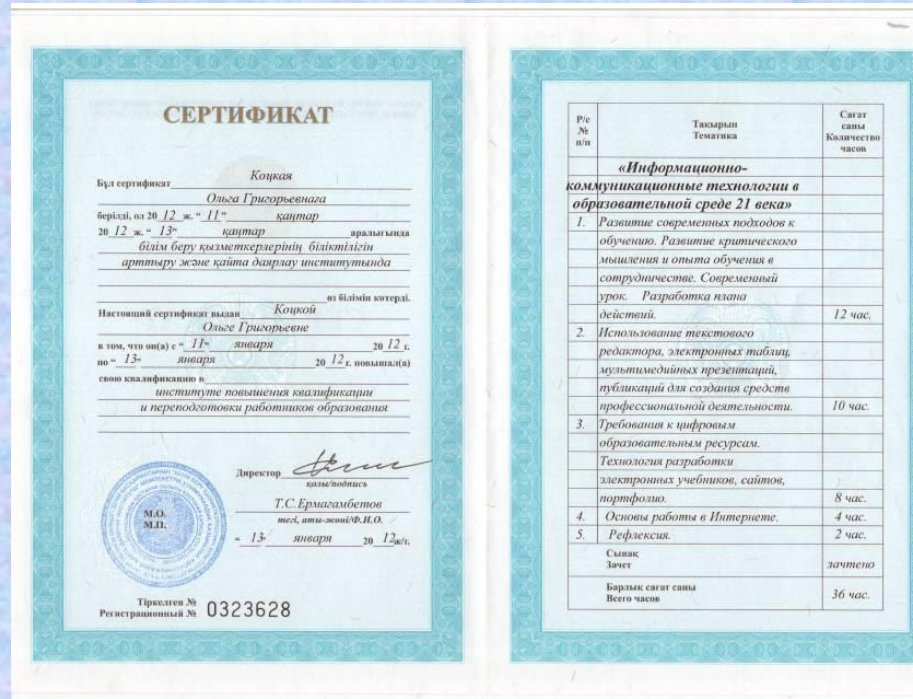 СЕРТИФИКАТ
Бұл сертификат Коцкая
Ольга Григорьевнаға
берілді, ол 20 12 ж. “ 11 ” қаңтар
20 12 ж. “ 13” қаңтар аралығында
білім беру қызметкерлерінің біліктілігін
арттыру және қайта даярлау институтында
өз білімін көтерді.
Настоящий сертификат выдан Коцкой
Ольге Григорьевне
в том, что он(а) с “ 11” января 20 12 г.
по “ 13” января 20 12 г. повышал(а)
свою квалификацию в
институте повышения квалификации
и переподготовки работников образования
Директор
қолы/подпись
Т.С.Ермагамбетов
тегі, аты-жөні/Ф.И.О.
“ 13” января 20 12ж/г.
М.О.
М.П.
Тіркелген №
Регистрационный № 0323628
Р/с № п/п
Тақырып Тематика
Сағат саны Количество часов
«Информационно-
коммуникационные технологии в
образовательной среде 21 века»
1. Развитие современных подходов к
обучению. Развитие критического
мышления и опыта обучения в
сотрудничестве. Современный
урок. Разработка плана
действий. 12 час.
2. Использование текстового
редактора, электронных таблиц,
мультимедийных презентаций,
публикаций для создания средств
профессиональной деятельности. 10 час.
3. Требования к цифровым
образовательным ресурсам.
Технология разработки
электронных учебников, сайтов,
портфолио. 8 час.
4. Основы работы в Интернете. 4 час.
5. Рефлексия. 2 час.
Сынақ
Зачет зачтено
Барлық сағат саны
Всего часов 36 час.